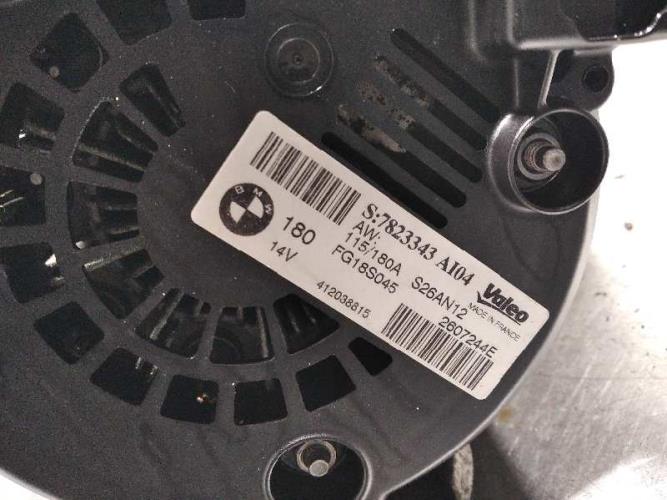 BMW
S:7823343 AI04
AW:
180
115/180A
Valeo
14V
FG18S045
S26AN12
MADE IN FRANCE
412038815
2607244E